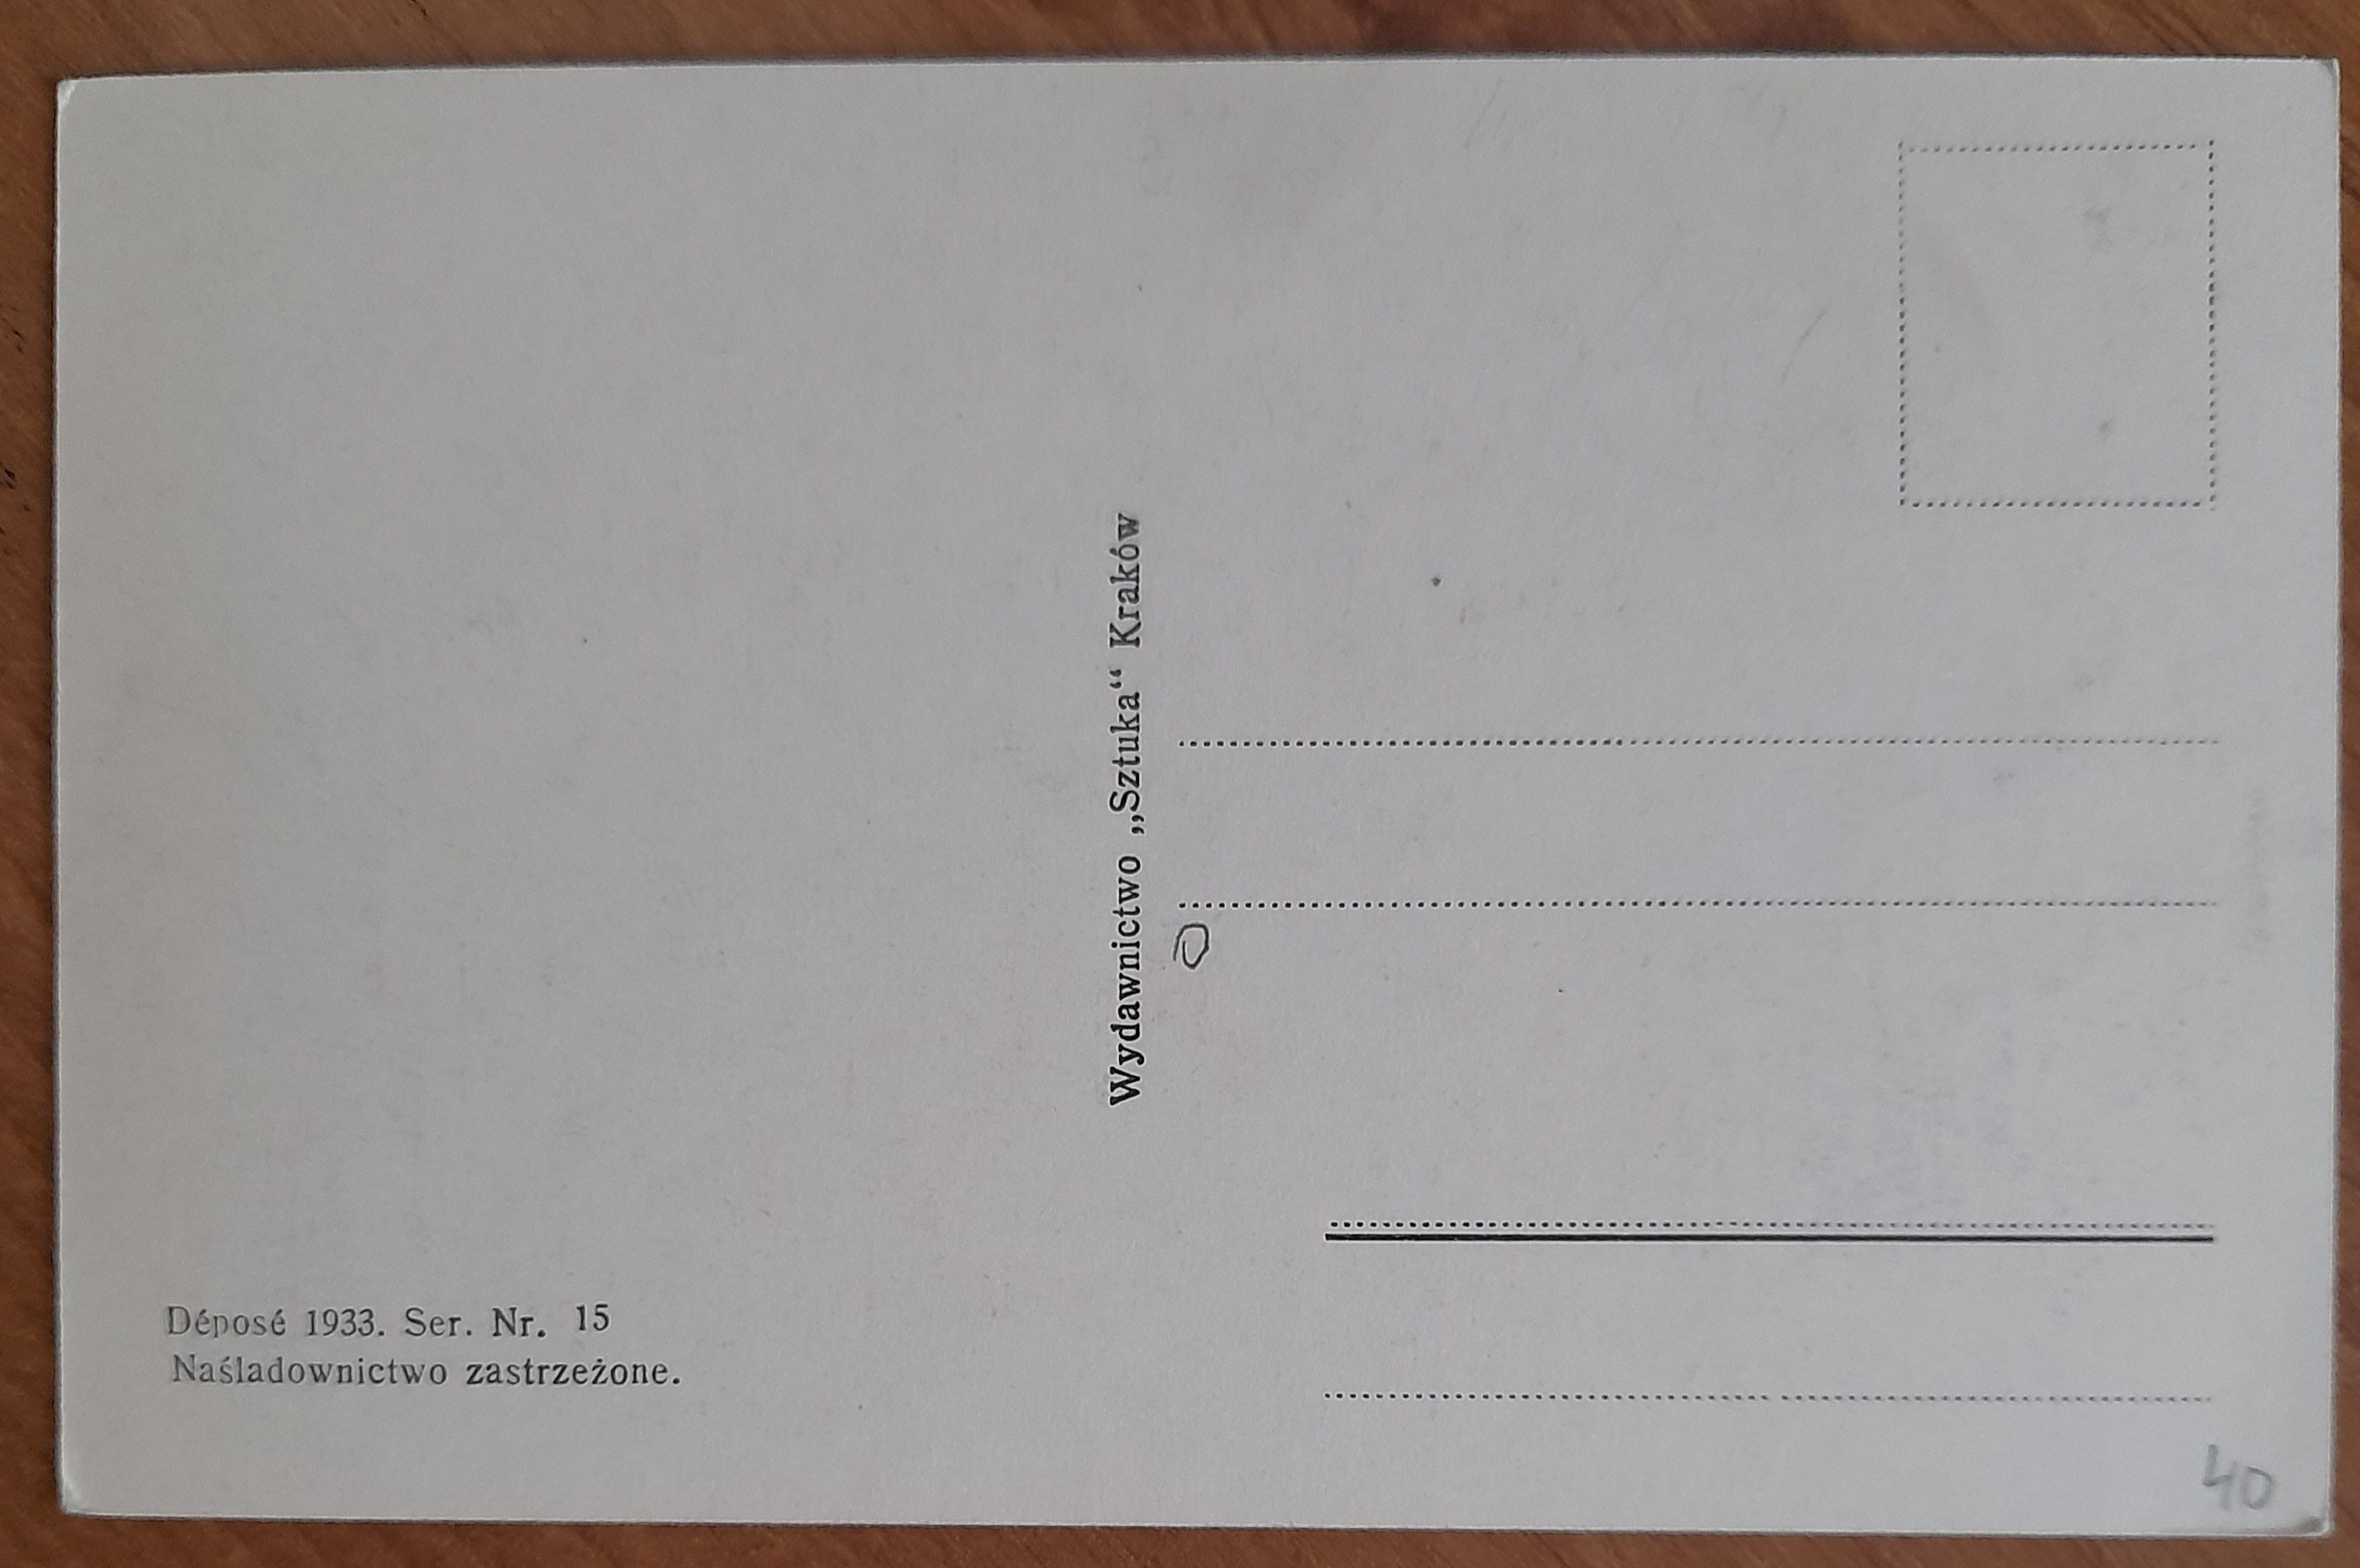 Wydawnictwo „Sztuka“ Kraków
Déposé 1933. Ser. Nr. 15
Naśladownictwo zastrzeżone.
40